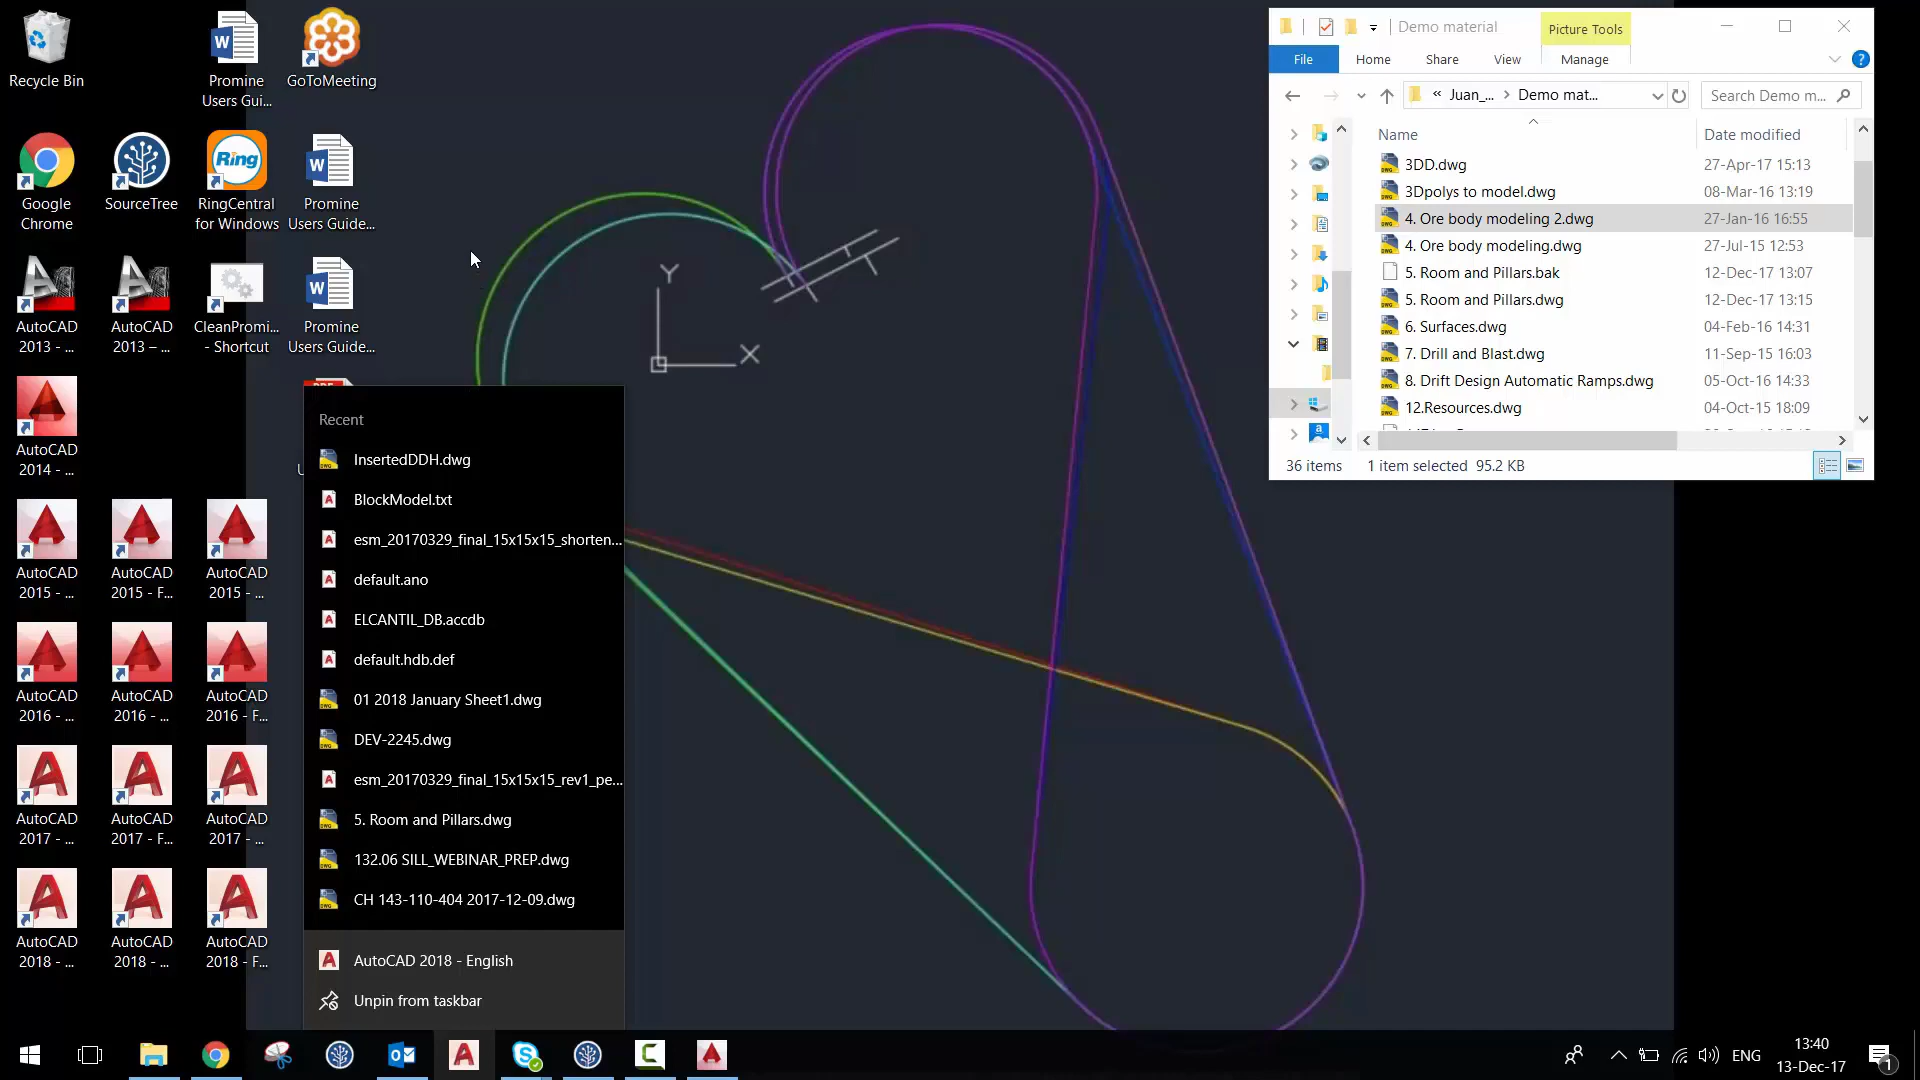 Recycle Bin
Promine
Users Gui...
GoToMeeting
Google
Chrome
SourceTree
Ring
RingCentral
for Windows
Promine
Users Guide...
AutoCAD
2013 - ...
AutoCAD
2013 – ...
CleanPromi...
- Shortcut
Promine
Users Guide...
AutoCAD
2014 - ...
AutoCAD
2015 - ...
AutoCAD
2015 - F...
AutoCAD
2015 - ...
AutoCAD
2016 - ...
AutoCAD
2016 - ...
AutoCAD
2016 - F...
AutoCAD
2017 - ...
AutoCAD
2017 - F...
AutoCAD
2017 - ...
AutoCAD
2018 - ...
AutoCAD
2018 - ...
AutoCAD
2018 - F...
Y
X
Recent
InsertedDDH.dwg
BlockModel.txt
esm_20170329_final_15x15x15_shorten...
default.ano
ELCANTIL_DB.accdb
default.hdb.def
01 2018 January Sheet1.dwg
DEV-2245.dwg
esm_20170329_final_15x15x15_rev1_pe...
5. Room and Pillars.dwg
132.06 SILL_WEBINAR_PREP.dwg
CH 143-110-404 2017-12-09.dwg
AutoCAD 2018 - English
Unpin from taskbar
Demo material
Picture Tools
File
Home
Share
View
Manage
« Juan_... > Demo mat...
Search Demo m...
Name
Date modified
3DD.dwg 27-Apr-17 15:13
3Dpolys to model.dwg 08-Mar-16 13:19
4. Ore body modeling 2.dwg 27-Jan-16 16:55
4. Ore body modeling.dwg 27-Jul-15 12:53
5. Room and Pillars.bak 12-Dec-17 13:07
5. Room and Pillars.dwg 12-Dec-17 13:15
6. Surfaces.dwg 04-Feb-16 14:31
7. Drill and Blast.dwg 11-Sep-15 16:03
8. Drift Design Automatic Ramps.dwg 05-Oct-16 14:33
12.Resources.dwg 04-Oct-15 18:09
36 items 1 item selected 95.2 KB
ENG
13:40
13-Dec-17
1